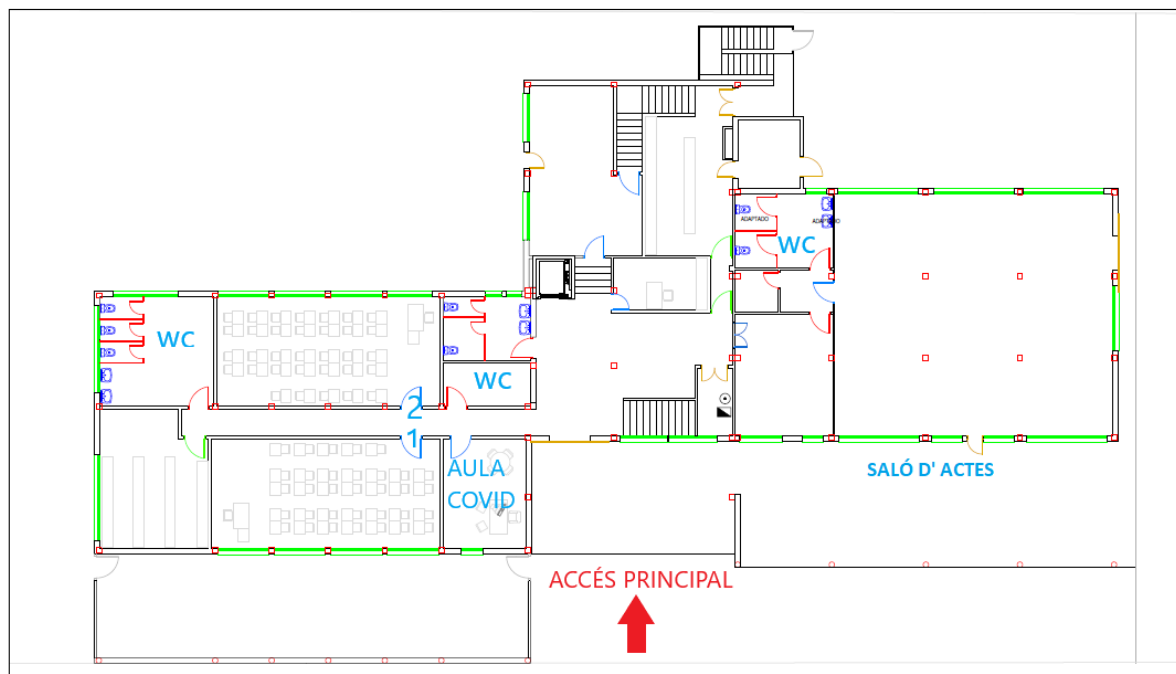 ADAPTADO
ADAPTADO
WC
WC
WC
2
1
AULA
COVID
SALÓ D' ACTES
ACCÉS PRINCIPAL